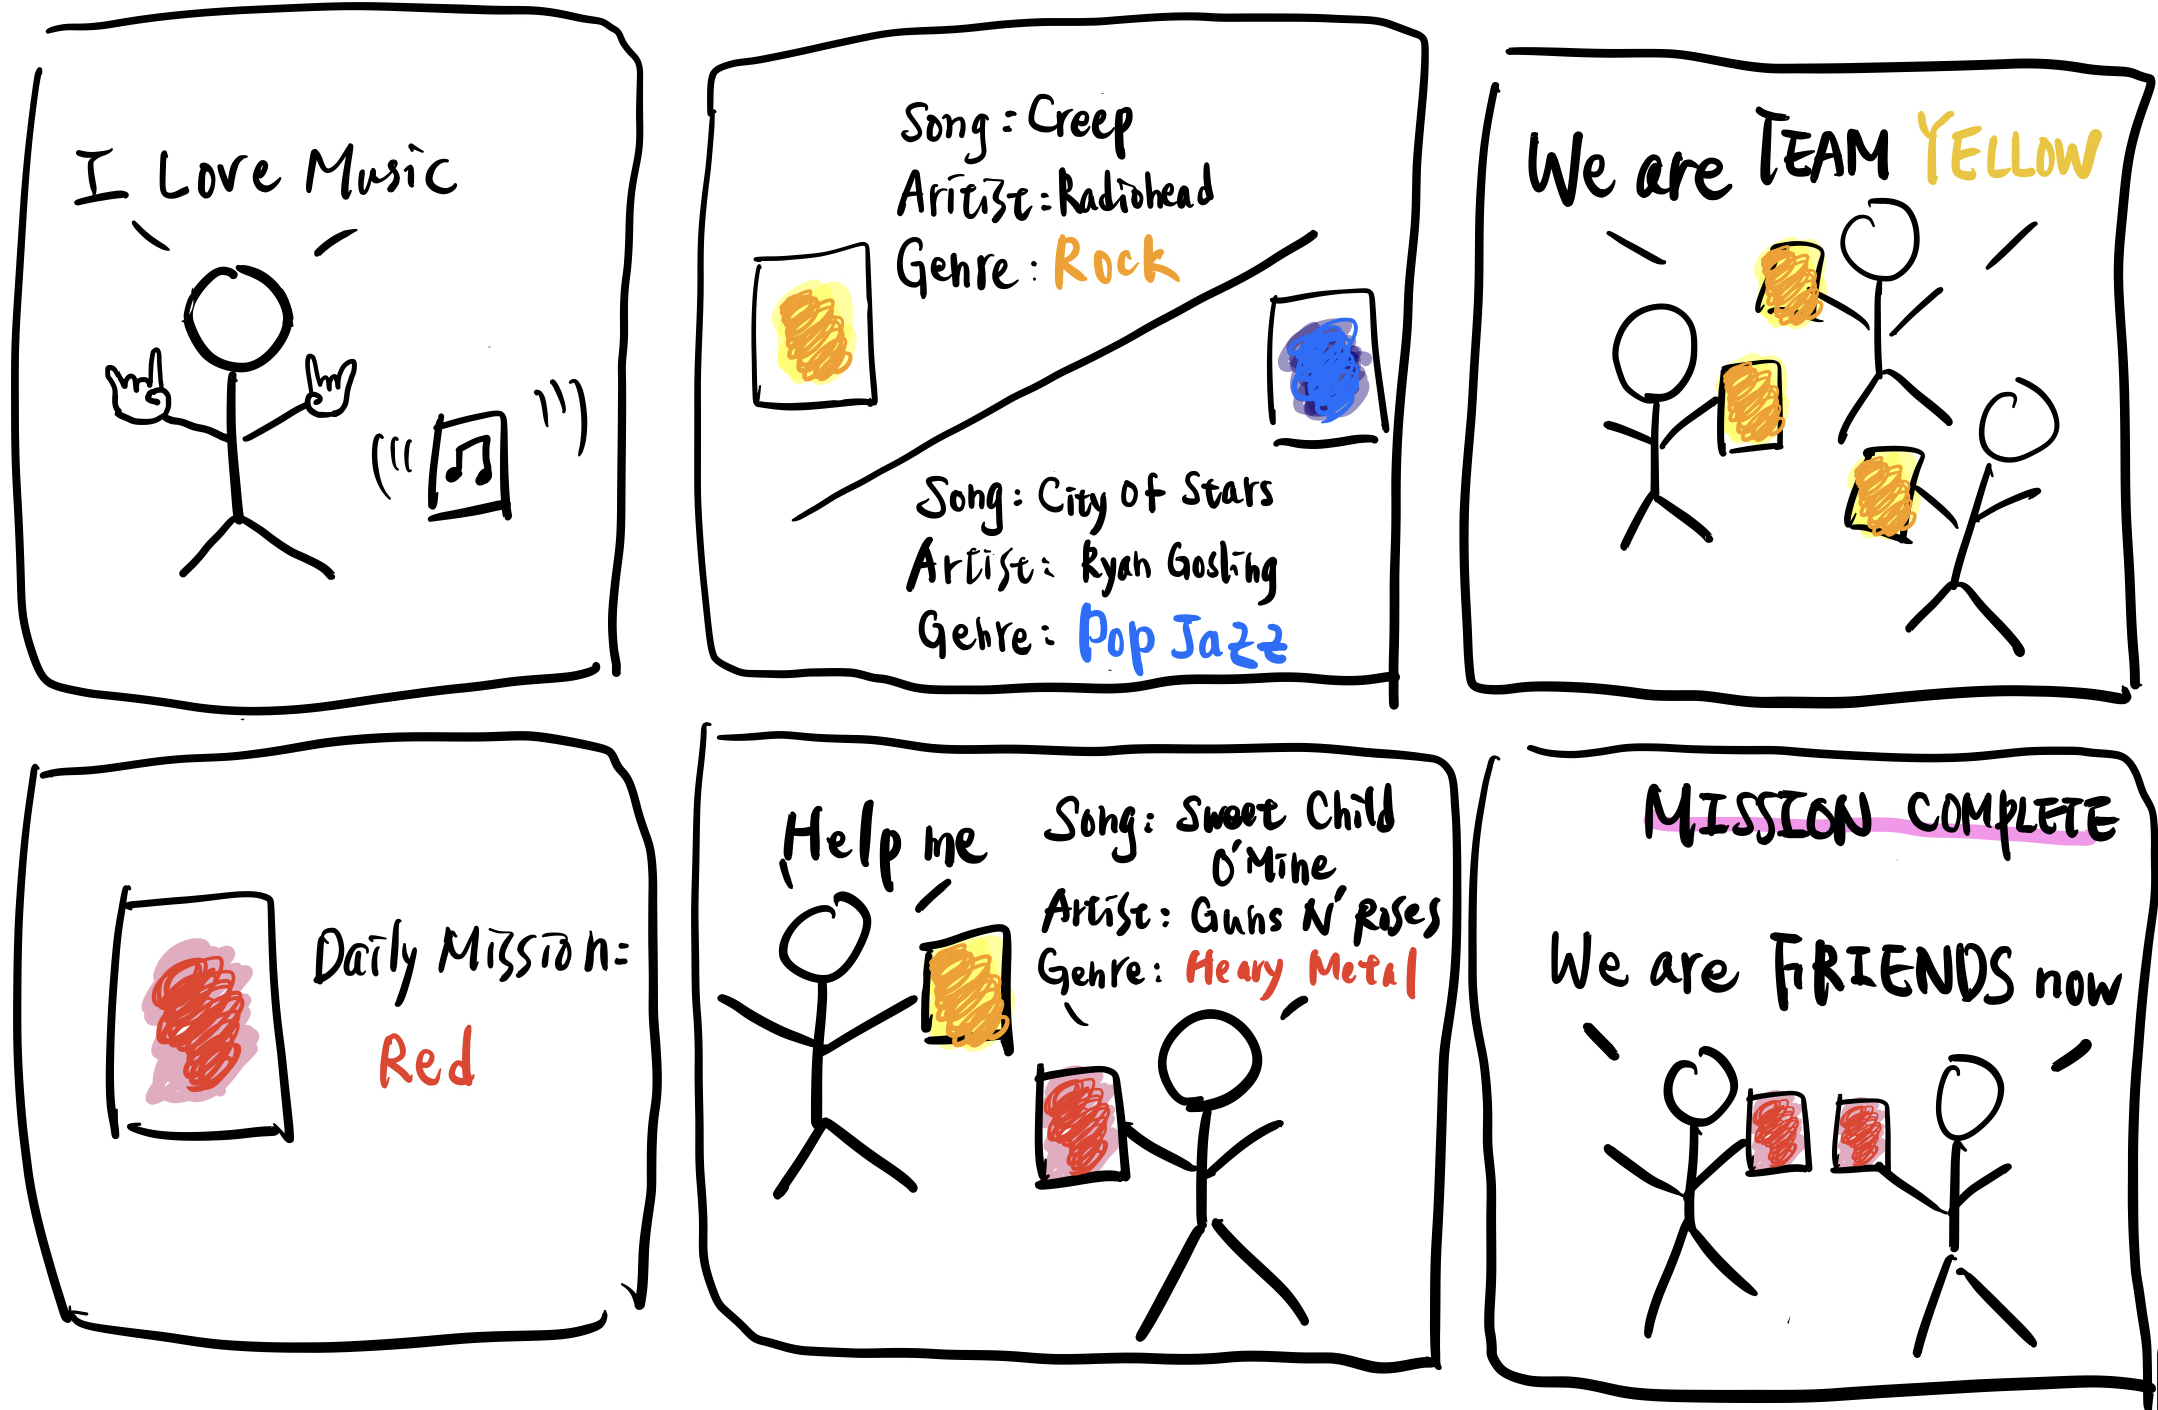 I Love Music
Song: Creep
Aritist: Radiohead
Genre: Rock
Song: City Of Stars
Artist: Ryan Gosling
Genre: Pop Jazz
We are TEAM YELLOW
Daily Mission:
Red
Help me
Song: Sweet Child
O'Mine
Artist: Guns N' Roses
Genre: Heavy Metal
MISSION COMPLETE
We are FRIENDS now